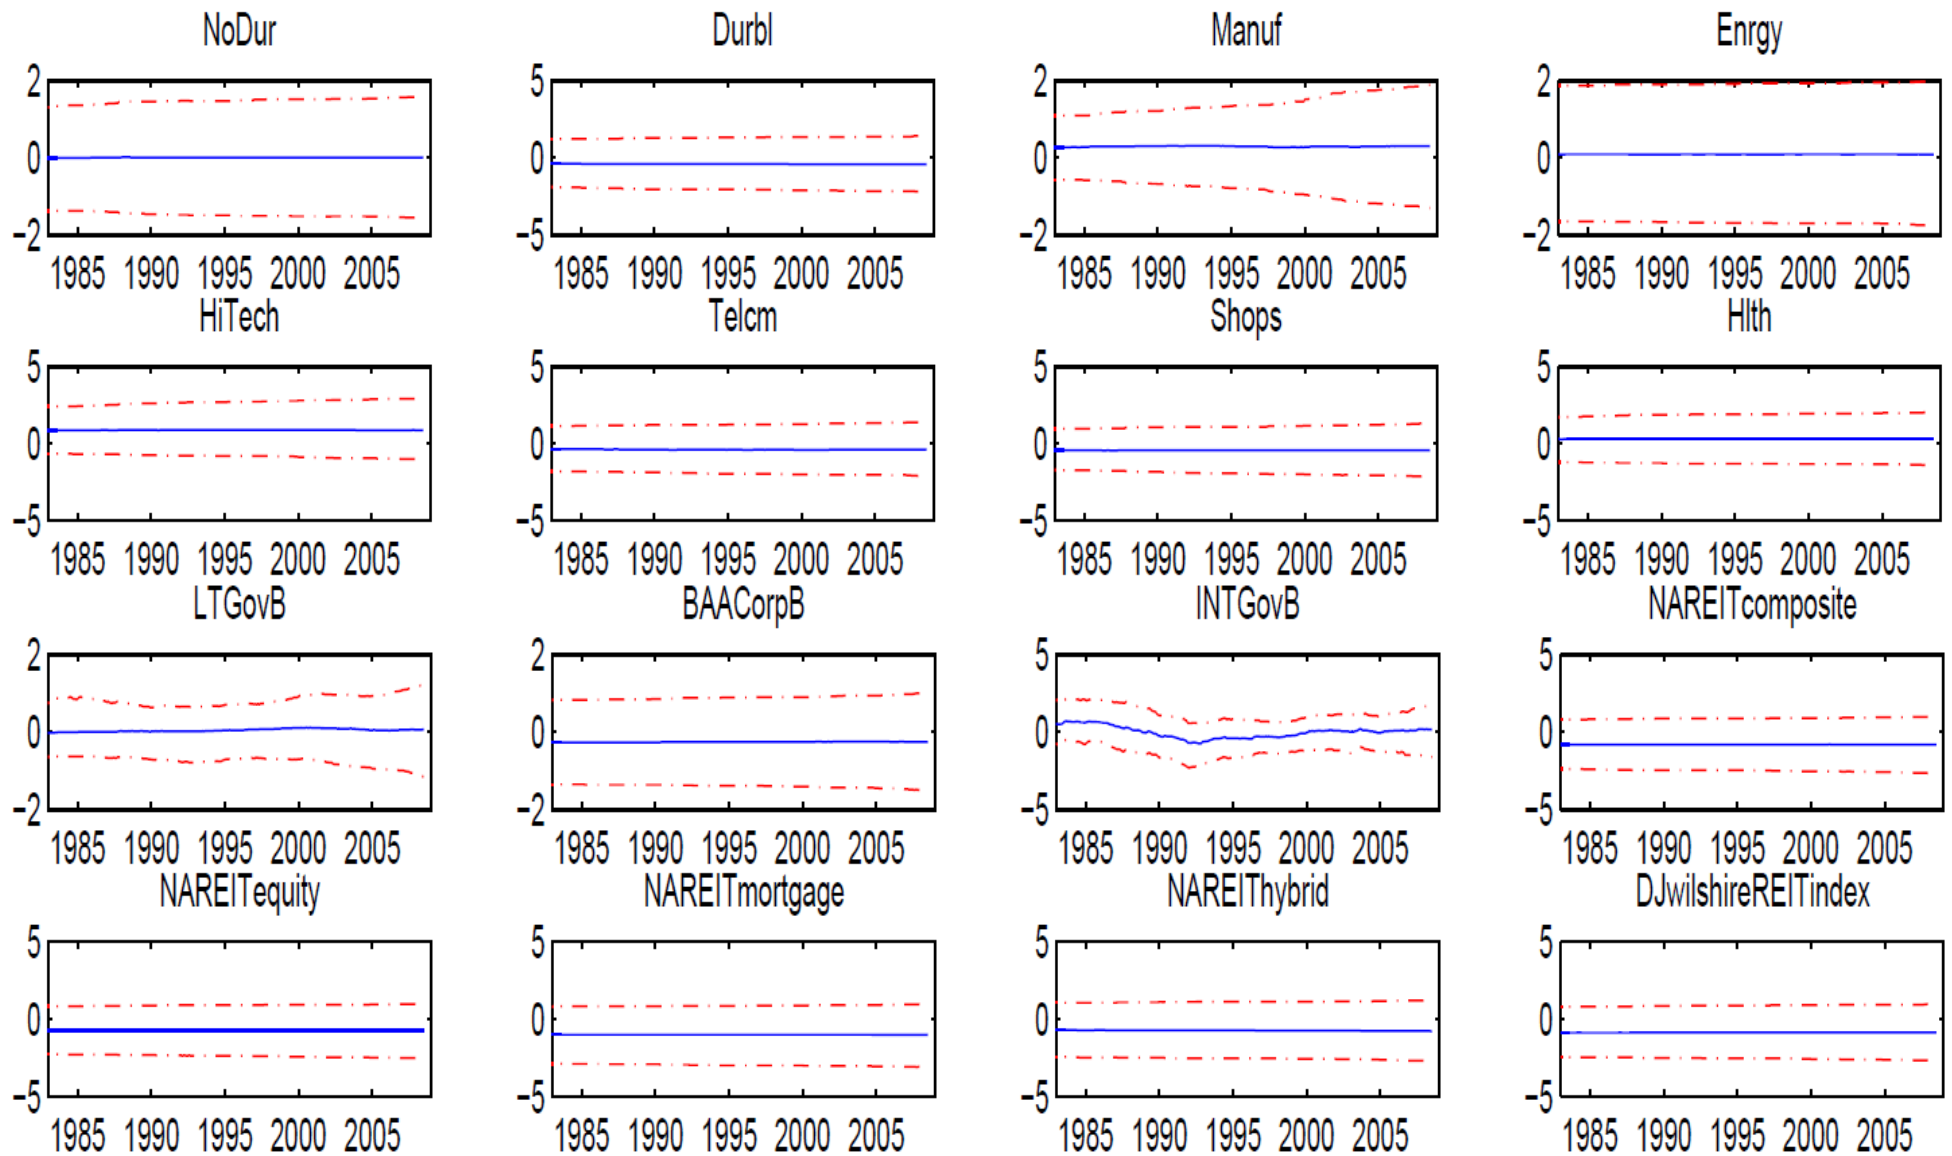 NoDur Durbl Manuf Enrgy
2 5 2 2
0 0 0 0
−2 −5 −2 −2
1985 1990 1995 2000 2005 1985 1990 1995 2000 2005 1985 1990 1995 2000 2005 1985 1990 1995 2000 2005
HiTech Telcm Shops Hlth
5 5 5 5
0 0 0 0
−5 −5 −5 −5
1985 1990 1995 2000 2005 1985 1990 1995 2000 2005 1985 1990 1995 2000 2005 1985 1990 1995 2000 2005
LTGovB BAACorpB INTGovB NAREITcomposite
2 2 5 5
0 0 0 0
−2 −2 −5 −5
1985 1990 1995 2000 2005 1985 1990 1995 2000 2005 1985 1990 1995 2000 2005 1985 1990 1995 2000 2005
NAREITequity NAREITmortgage NAREIThybrid DJwilshireREITindex
5 5 5 5
0 0 0 0
−5 −5 −5 −5
1985 1990 1995 2000 2005 1985 1990 1995 2000 2005 1985 1990 1995 2000 2005 1985 1990 1995 2000 2005